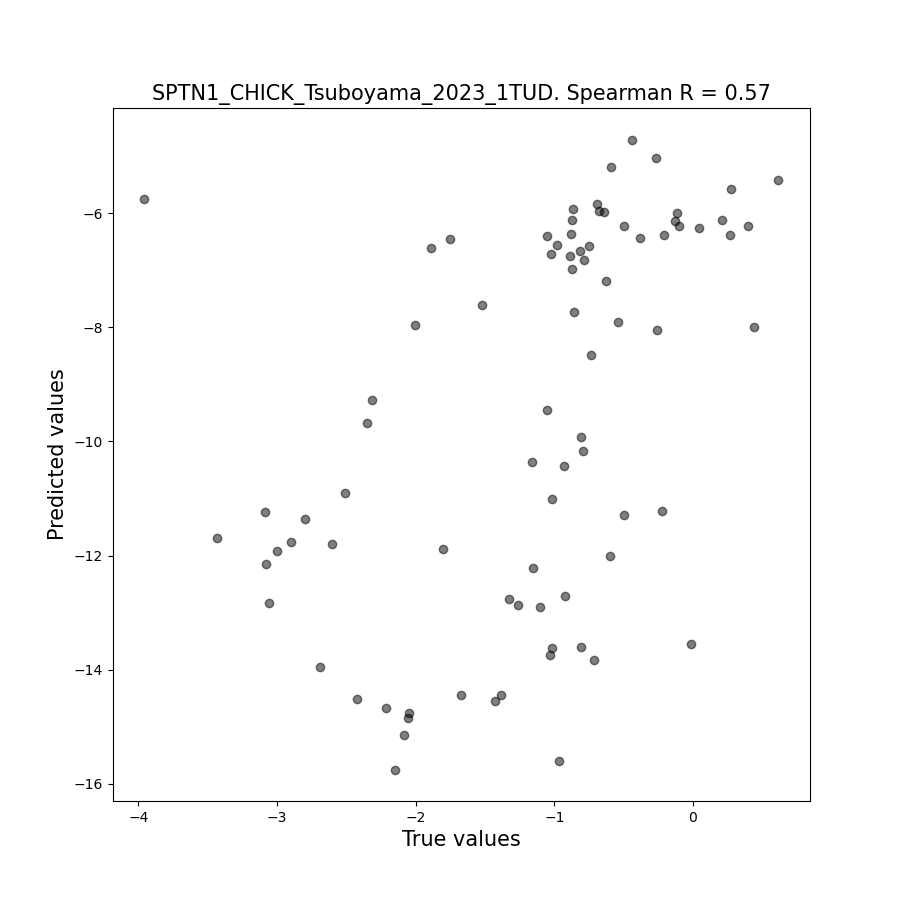 SPTN1_CHICK_Tsuboyama_2023_1TUD. Spearman R = 0.57
−6
−8
−10
−12
−14
−16
Predicted values
−4 −3 −2 −1 0
True values